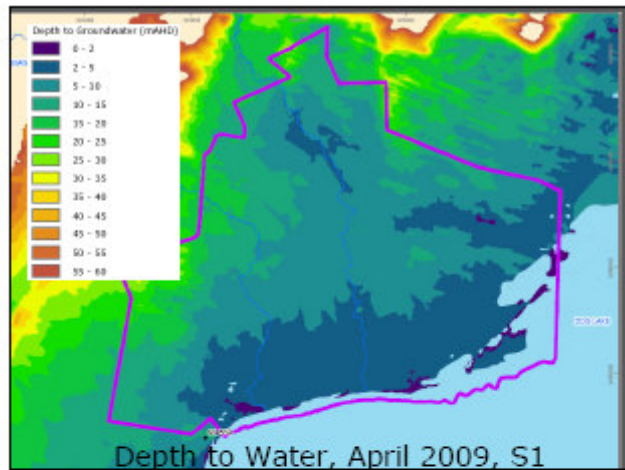 Depth to Groundwater (mAHD)
0 - 2
2 - 5
5 - 10
10 - 15
15 - 20
20 - 25
25 - 30
30 - 35
35 - 40
40 - 45
45 - 50
50 - 55
55 - 60
Depth to Water, April 2009, S1